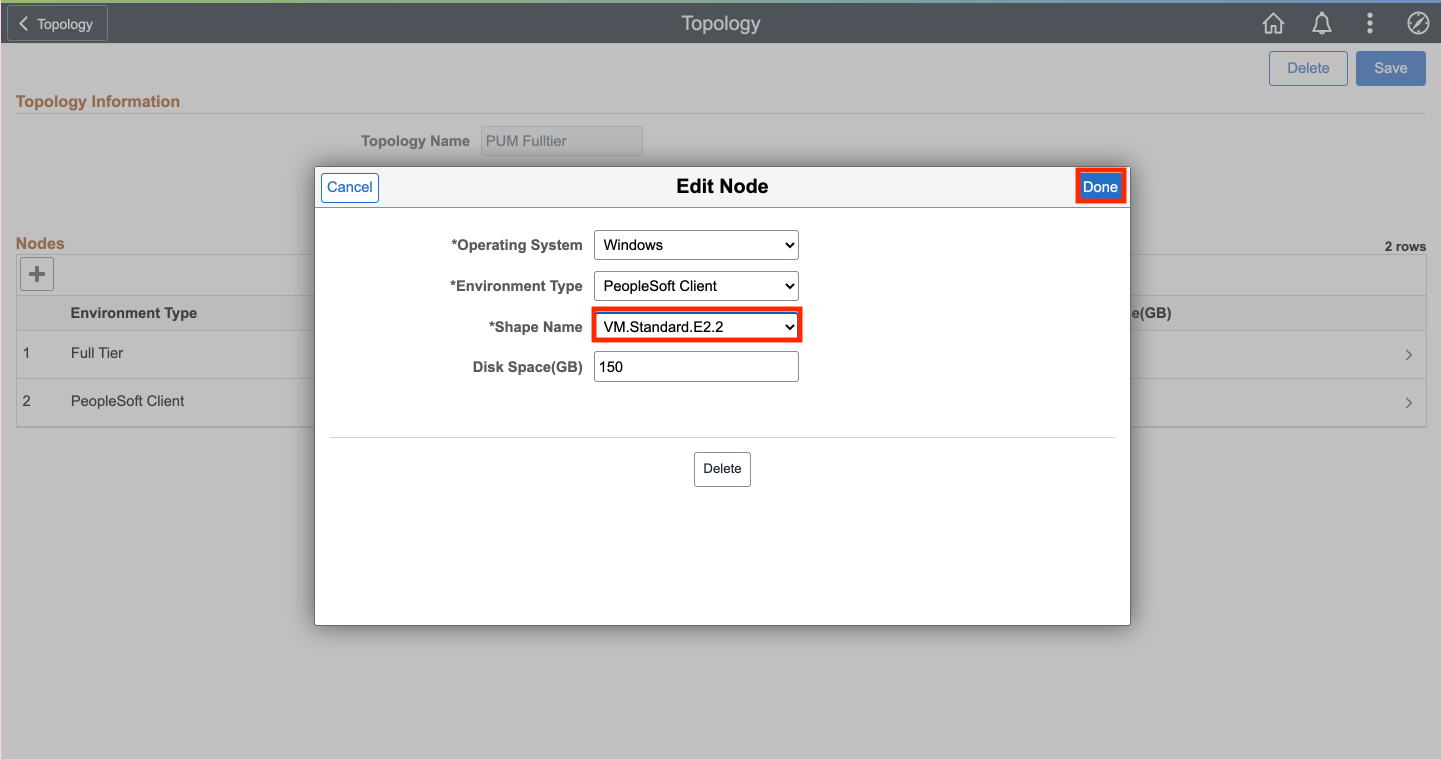 Topology
Topology
Delete
Save
Topology Information
Topology Name PUM Fulltier
Cancel
Edit Node
Done
*Operating System Windows
*Environment Type PeopleSoft Client
*Shape Name VM.Standard.E2.2
Disk Space(GB) 150
Delete
Nodes
2 rows
Environment Type
e(GB)
1 Full Tier
2 PeopleSoft Client